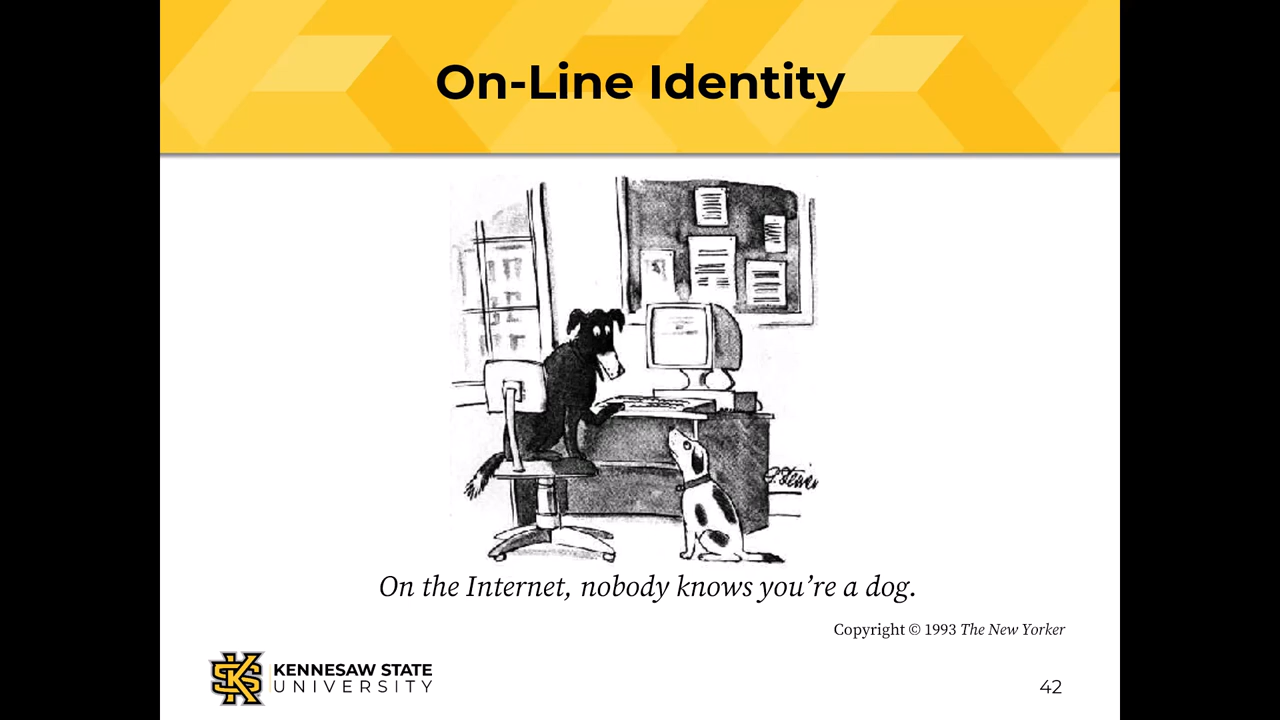 On-Line Identity
On the Internet, nobody knows you’re a dog.
Copyright © 1993 The New Yorker
KENNESAW STATE
UNIVERSITY
42